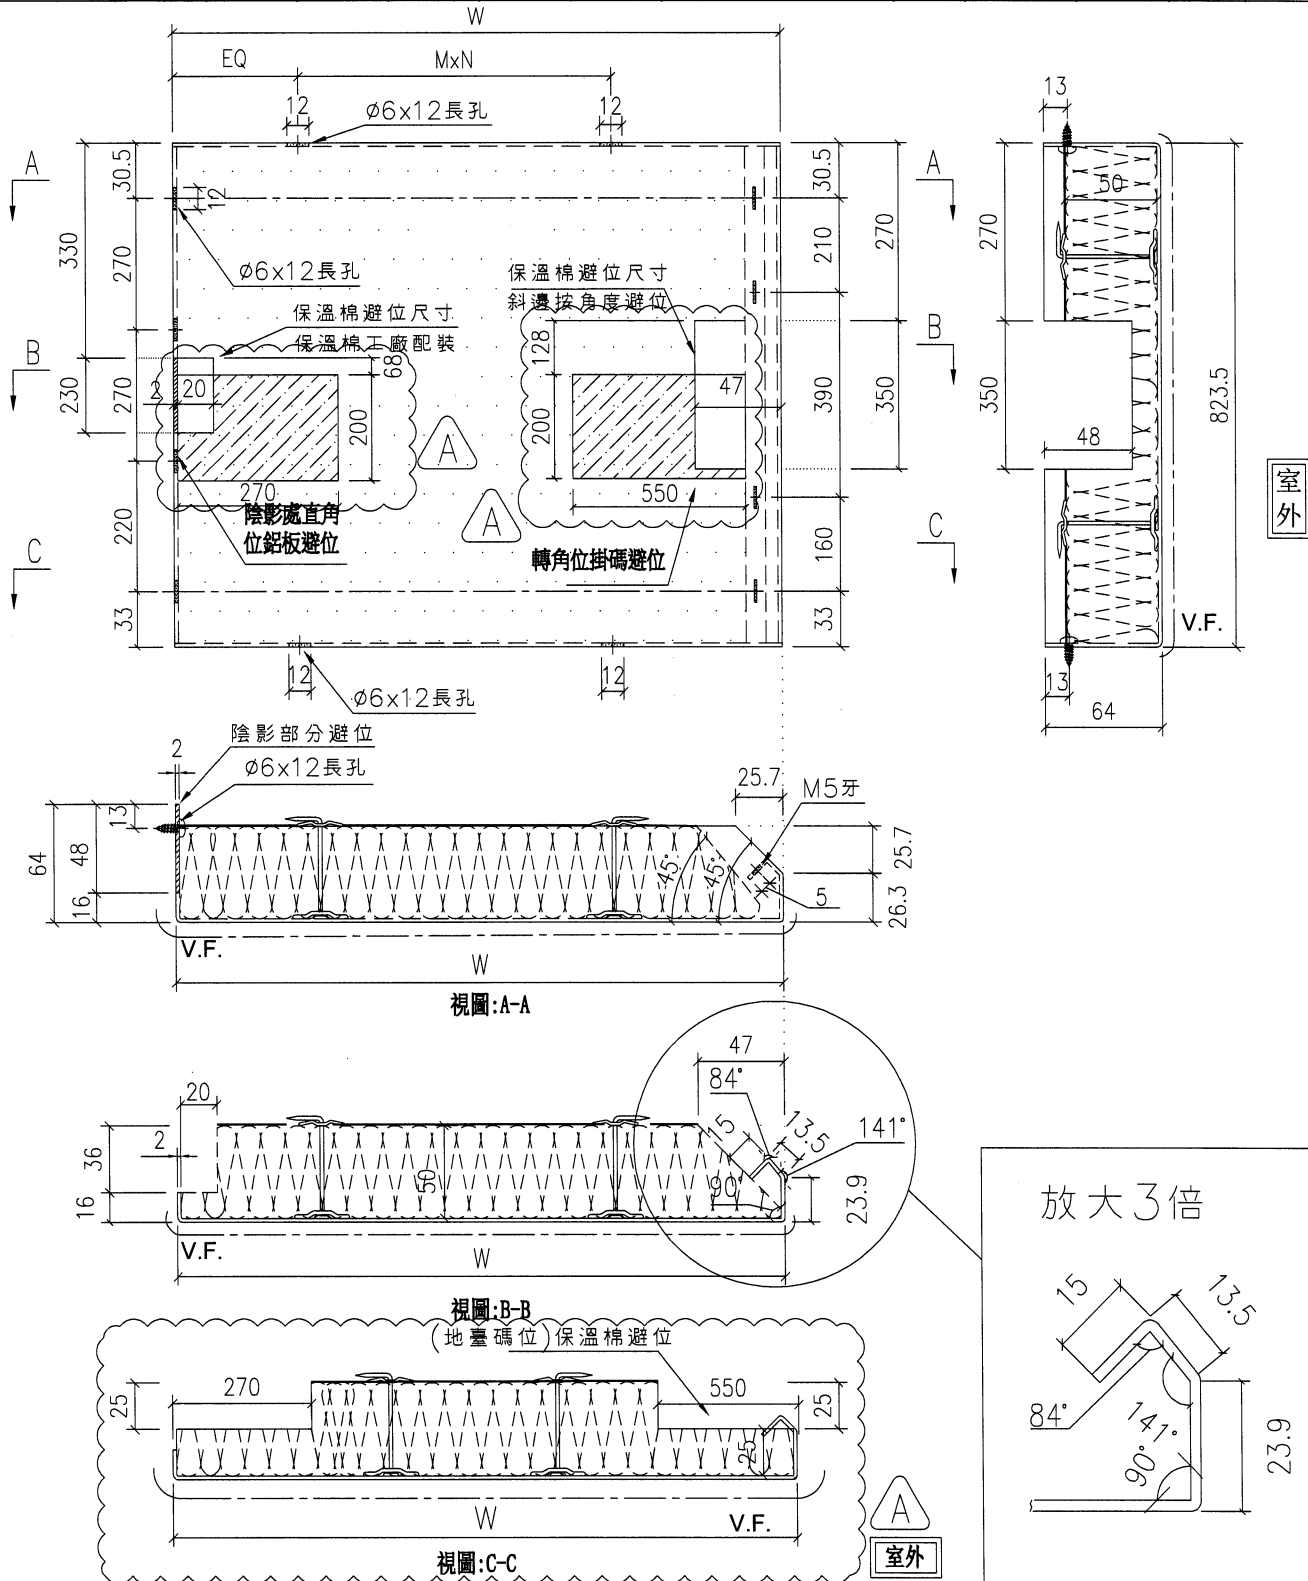 W
EQ
MxN
12
Ø6x12長孔
12
13
A
30.5
12
30.5
A
50
330
270
Ø6x12長孔
保溫棉避位尺寸
斜邊按角度避位
210
270
270
保溫棉避位尺寸
保溫棉工廠配裝
B
128
B
68
2
20
47
230
270
200
200
390
350
350
48
823.5
A
室外
270
550
A
陰影處直角
位鋁板避位
轉角位掛碼避位
C
220
160
C
33
33
V.F.
12
12
13
Ø6x12長孔
64
陰影部分避位
2
Ø6x12長孔
25.7
M5牙
13
64
48
16
45°
45°
25.7
5
26.3
V.F.
W
視圖:A-A
47
84°
20
15
13.5
141°
2
36
50
90°
16
23.9
V.F.
W
放大3倍
視圖:B-B
(地臺碼位)保溫棉避位
15
13.5
270
550
25
25
25
84°
141°
90°
23.9
W
V.F.
A
視圖:C-C
室外